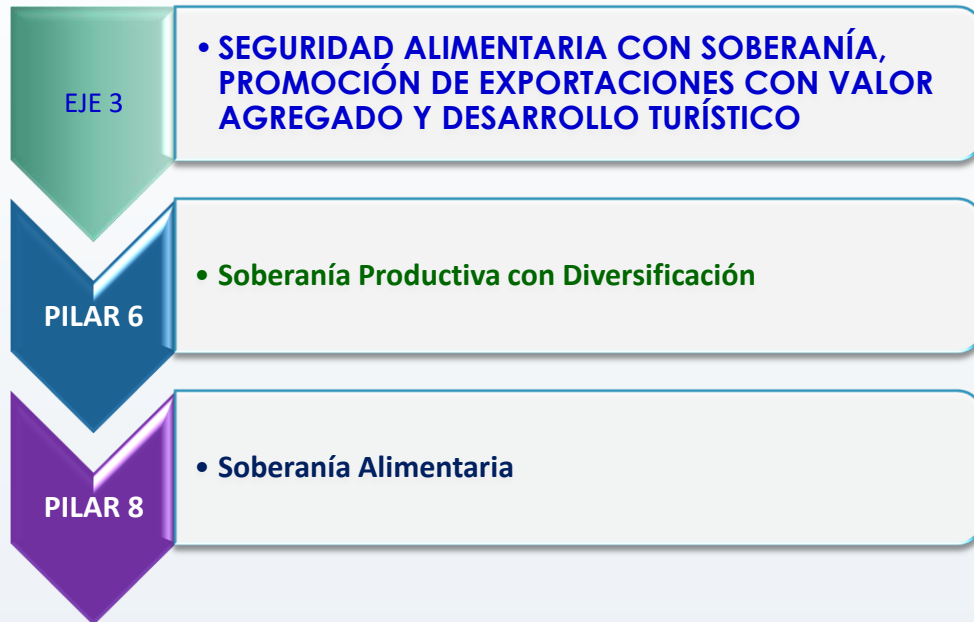 EJE 3
• SEGURIDAD ALIMENTARIA CON SOBERANÍA,
PROMOCIÓN DE EXPORTACIONES CON VALOR
AGREGADO Y DESARROLLO TURÍSTICO
PILAR 6
• Soberanía Productiva con Diversificación
PILAR 8
• Soberanía Alimentaria